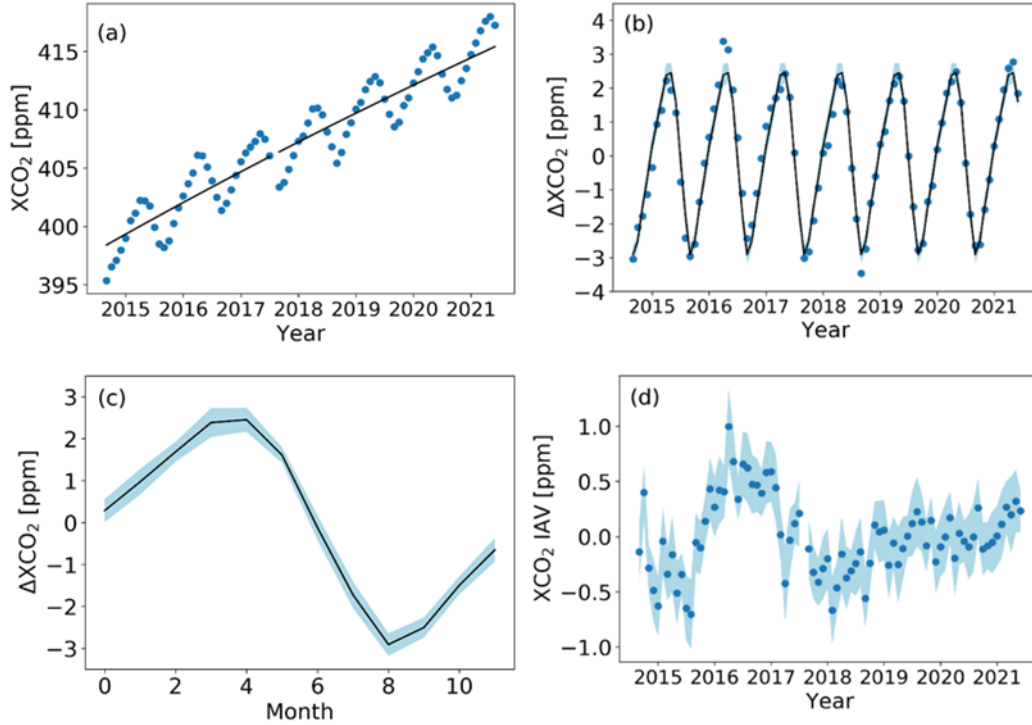 (a)
XCO₂ [ppm]
415
410
405
400
395
2015 2016 2017 2018 2019 2020 2021
Year
(b)
ΔXCO₂ [ppm]
4
3
2
1
0
−1
−2
−3
−4
2015 2016 2017 2018 2019 2020 2021
Year
(c)
ΔXCO₂ [ppm]
3
2
1
0
−1
−2
−3
0 2 4 6 8 10
Month
(d)
XCO₂ IAV [ppm]
1.0
0.5
0.0
−0.5
−1.0
2015 2016 2017 2018 2019 2020 2021
Year